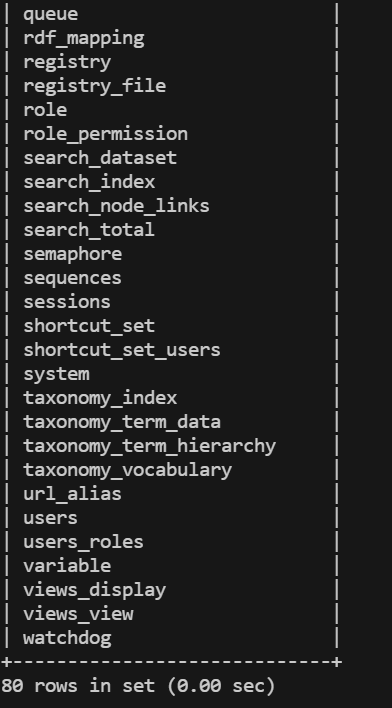 | queue |
| rdf_mapping |
| registry |
| registry_file |
| role |
| role_permission |
| search_dataset |
| search_index |
| search_node_links |
| search_total |
| semaphore |
| sequences |
| sessions |
| shortcut_set |
| shortcut_set_users |
| system |
| taxonomy_index |
| taxonomy_term_data |
| taxonomy_term_hierarchy |
| taxonomy_vocabulary |
| url_alias |
| users |
| users_roles |
| variable |
| views_display |
| views_view |
| watchdog |
+-----------------------------+
80 rows in set (0.00 sec)